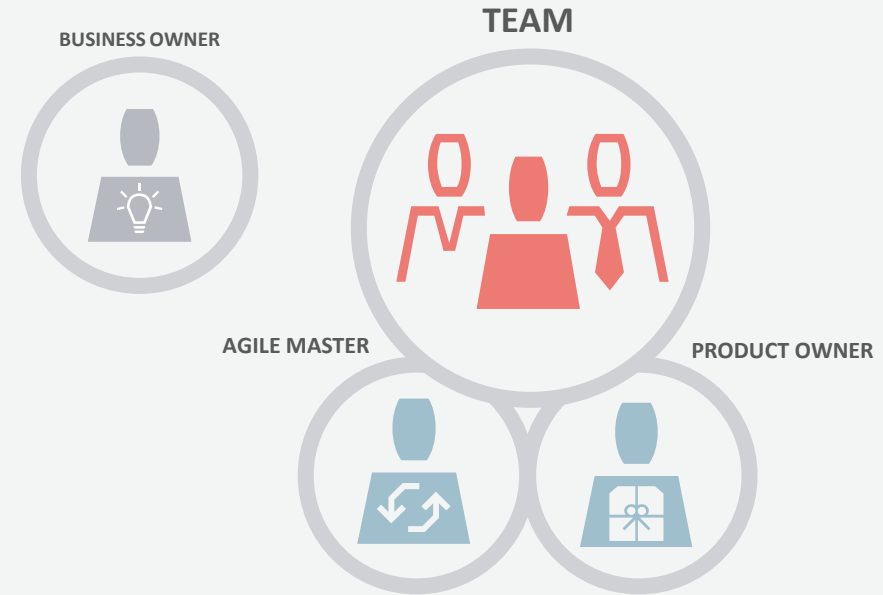 TEAM
BUSINESS OWNER
AGILE MASTER
PRODUCT OWNER